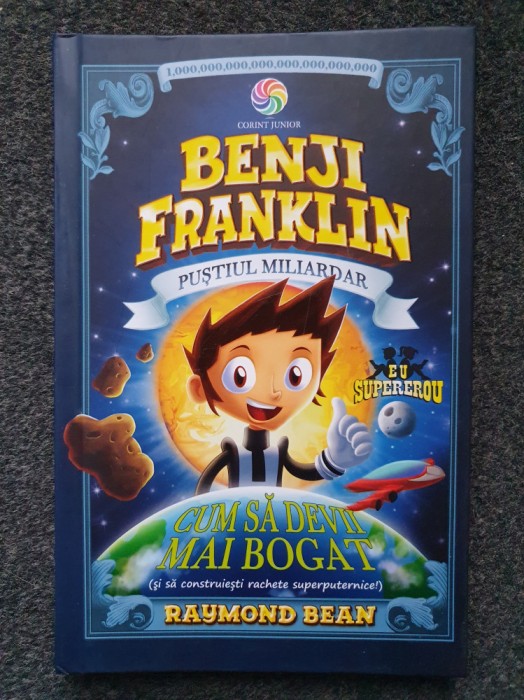 1,000,000,000,000,000,000,000,000
CORINT JUNIOR
BENJI
FRANKLIN
PUȘTIUL MILIARDAR
EU
SUPEREROU
CUM SĂ DEVII
MAI BOGAT
(și să construiești rachete superputernice!)
RAYMOND BEAN